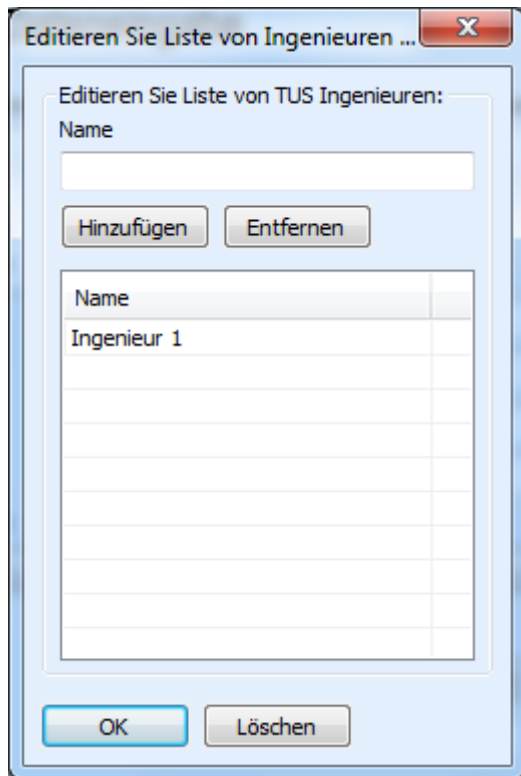 Editieren Sie Liste von Ingenieuren ...
Editieren Sie Liste von TUS Ingenieuren:
Name
Hinzufügen Entfernen
Name
Ingenieur 1
OK Löschen